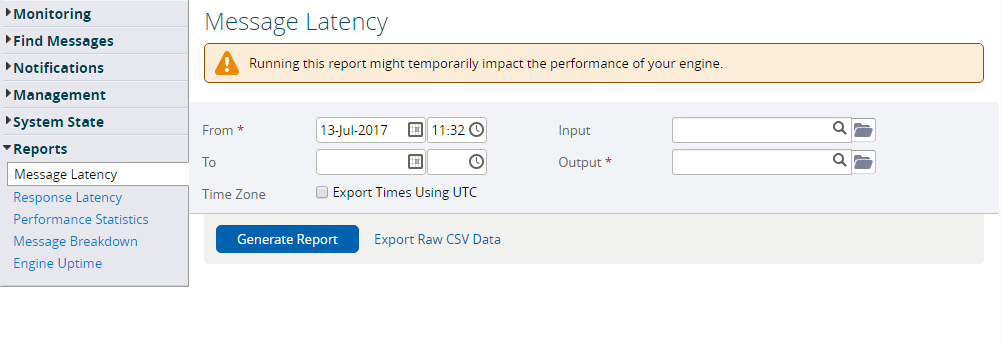 Monitoring
Find Messages
Notifications
Management
System State
Reports
Message Latency
Response Latency
Performance Statistics
Message Breakdown
Engine Uptime
Message Latency
Running this report might temporarily impact the performance of your engine.
From * 13-Jul-2017 11:32 Input
To Output *
Time Zone Export Times Using UTC
Generate Report Export Raw CSV Data